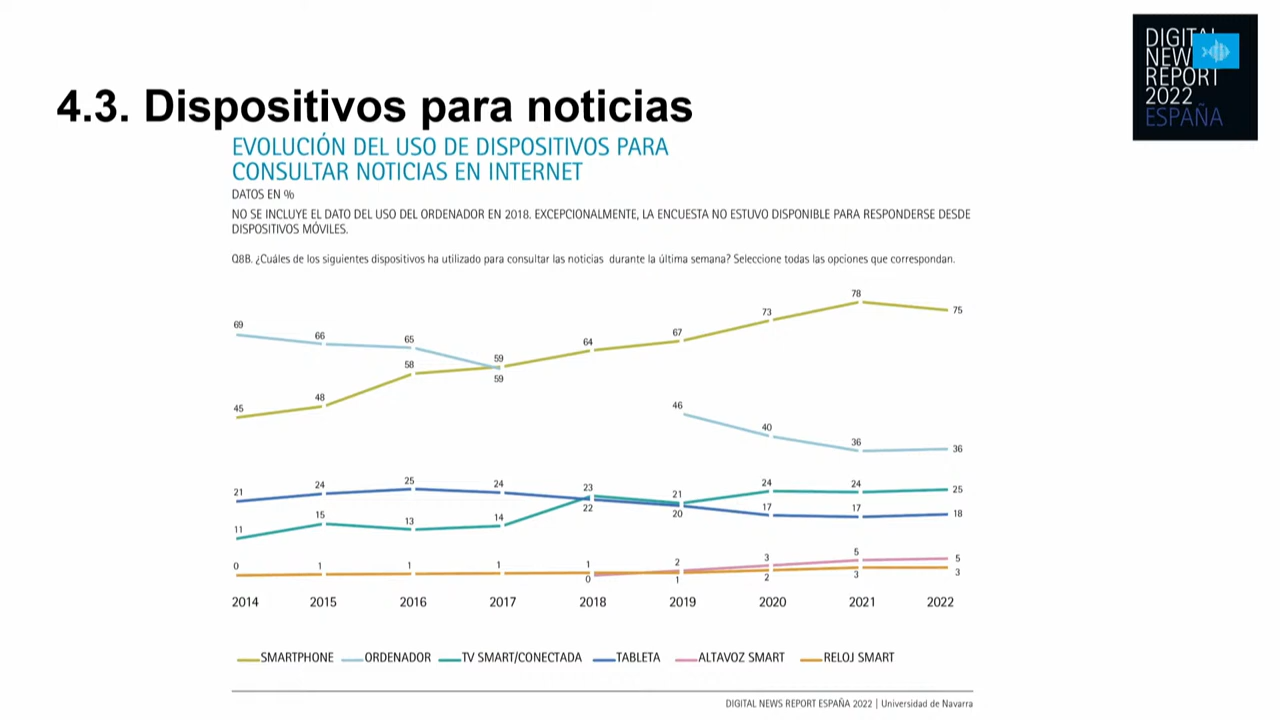 DIGITAL
NEWS
REPORT
2022
ESPAÑA
4.3. Dispositivos para noticias
EVOLUCIÓN DEL USO DE DISPOSITIVOS PARA
CONSULTAR NOTICIAS EN INTERNET
DATOS EN %
NO SE INCLUYE EL DATO DEL USO DEL ORDENADOR EN 2018. EXCEPCIONALMENTE, LA ENCUESTA NO ESTUVO DISPONIBLE PARA RESPONDERSE DESDE
DISPOSITIVOS MÓVILES.
Q8B. ¿Cuáles de los siguientes dispositivos ha utilizado para consultar las noticias durante la última semana? Seleccione todas las opciones que correspondan.
45 48 58 59 64 67 73 78 75
69 66 65 59 46 40 36 36
11 15 13 14 23 21 24 24 25
21 24 25 24 22 20 17 17 18
0 2 3 5 5
0 1 1 1 1 1 2 3 3
2014 2015 2016 2017 2018 2019 2020 2021 2022
SMARTPHONE ORDENADOR TV SMART/CONECTADA TABLETA ALTAVOZ SMART RELOJ SMART
DIGITAL NEWS REPORT ESPAÑA 2022 | Universidad de Navarra